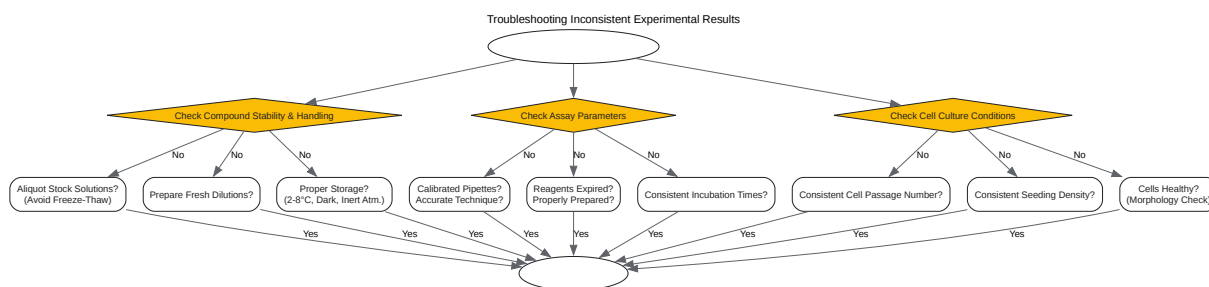 Troubleshooting Inconsistent Experimental Results
Check Compound Stability & Handling
Check Assay Parameters
Check Cell Culture Conditions
No
No
No
No
No
No
No
No
No
Aliquot Stock Solutions?
(Avoid Freeze-Thaw)
Prepare Fresh Dilutions?
Proper Storage?
(2-8°C, Dark, Inert Atm.)
Calibrated Pipettes?
Accurate Technique?
Reagents Expired?
Properly Prepared?
Consistent Incubation Times?
Consistent Cell Passage Number?
Consistent Seeding Density?
Cells Healthy?
(Morphology Check)
Yes
Yes
Yes
Yes
Yes
Yes
Yes
Yes
Yes